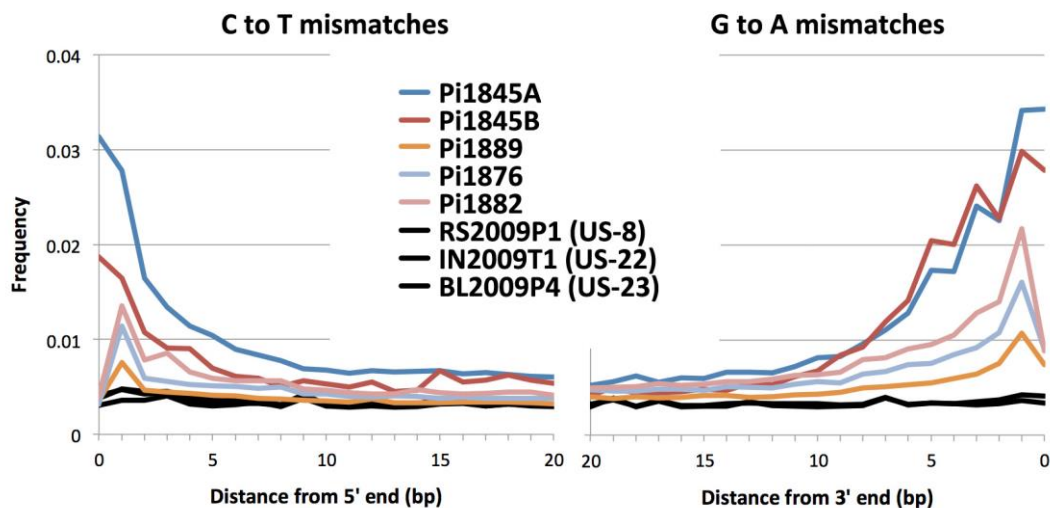 C to T mismatches
G to A mismatches
Frequency
0.04
0.03
0.02
0.01
0
Pi1845A
Pi1845B
Pi1889
Pi1876
Pi1882
RS2009P1 (US-8)
IN2009T1 (US-22)
BL2009P4 (US-23)
0 5 10 15 20
20 15 10 5 0
Distance from 5' end (bp)
Distance from 3' end (bp)